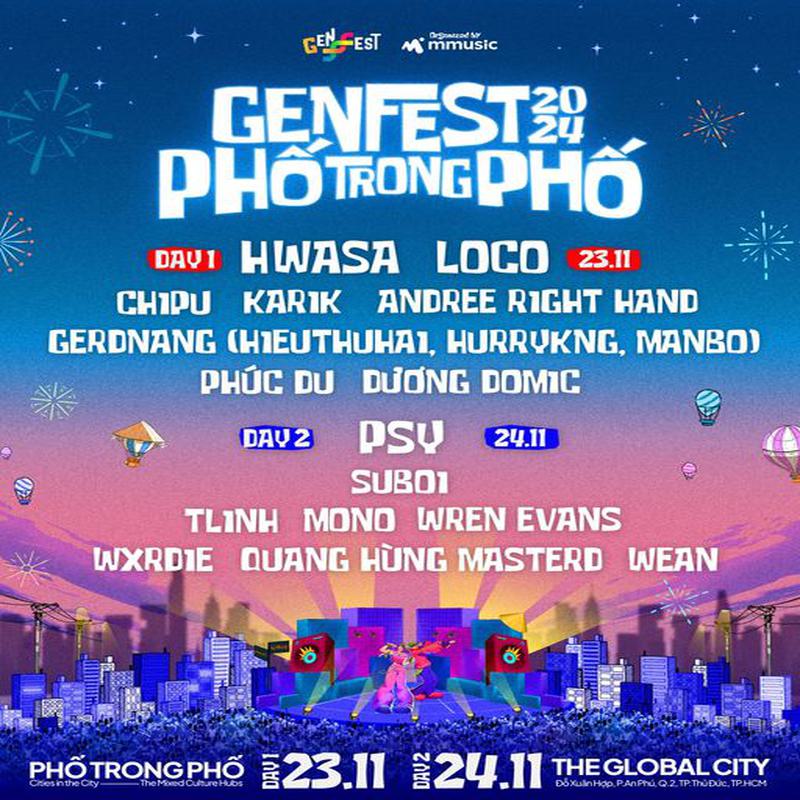 GENFEST
Organized by
mmusic
GENFEST 2024
PHỐ TRONG PHỐ
DAY 1 HWASA LOCO 23.11
CHIPU KARIK ANDREE RIGHT HAND
GERDNANG (HIEUTHUHAI, HURRYKNG, MANBO)
PHÚC DU DƯƠNG DOMIC
DAY 2 PSY 24.11
SUBOI
TLINH MONO WREN EVANS
WXRDIE QUANG HÙNG MASTERD WEAN
PHỐ TRONG PHỐ DAY 1 23.11 DAY 2 24.11 THE GLOBAL CITY
Cities in the City The Mixed Culture Hubs Đỗ Xuân Hợp, P.An Phú, Q.2, TP.Thủ Đức, TP.HCM